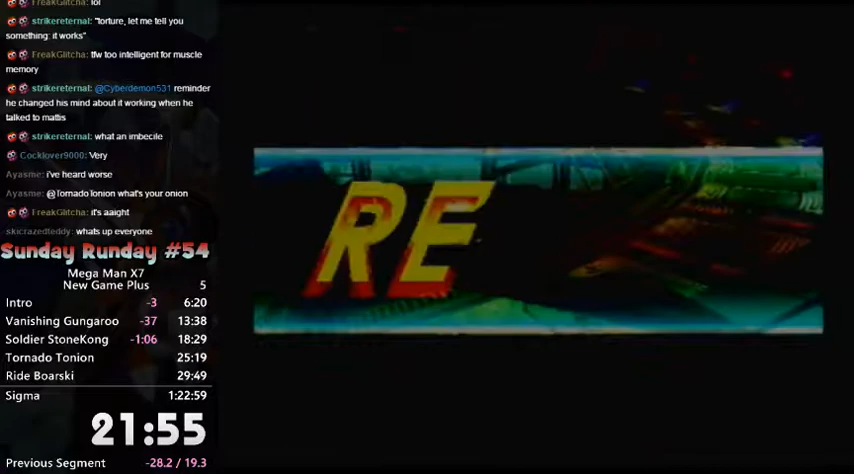 FreakGlitcha: lol
strikereternal: "torture, let me tell you
something: it works"
FreakGlitcha: tfw too intelligent for muscle
memory
strikereternal: @Cyberdemon531 reminder
he changed his mind about it working when he
talked to mattis
strikereternal: what an imbecile
Cocklover9000: Very
Ayasme: i've heard worse
Ayasme: @TornadoTonion what's your onion
FreakGlitcha: it's aaight
skicrazedteddy: whats up everyone
Sunday Runday #54
Mega Man X7
New Game Plus 5
Intro -3 6:20
Vanishing Gungaroo -37 13:38
Soldier StoneKong -1:06 18:29
Tornado Tonion 25:19
Ride Boarski 29:49
Sigma 1:22:59
21:55
Previous Segment -28.2 / 19.3
RE